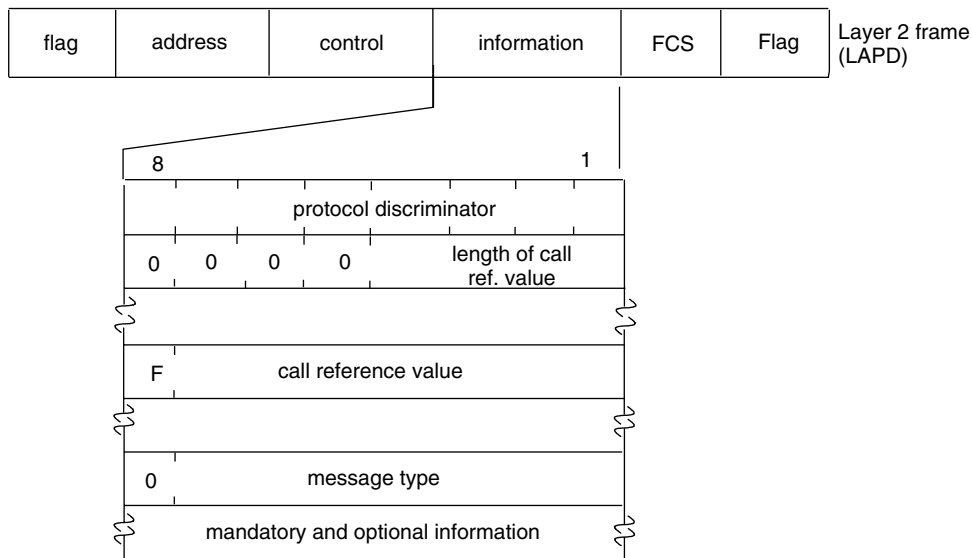 flag address control information FCS Flag Layer 2 frame
(LAPD)
8 1
protocol discriminator
0 0 0 0 length of call
ref. value
F call reference value
0 message type
mandatory and optional information